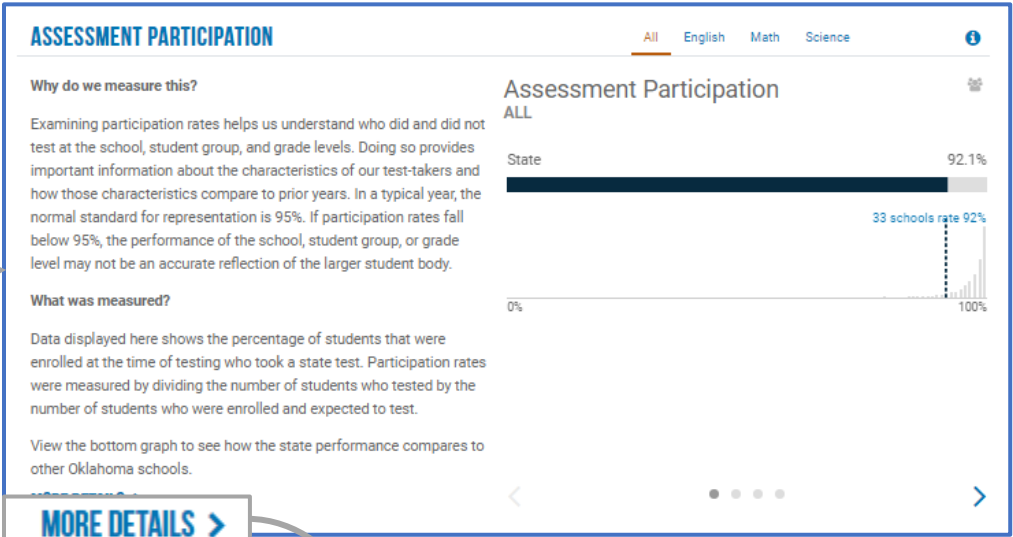 ASSESSMENT PARTICIPATION
All English Math Science
Why do we measure this?
Examining participation rates helps us understand who did and did not
test at the school, student group, and grade levels. Doing so provides
important information about the characteristics of our test-takers and
how those characteristics compare to prior years. In a typical year, the
normal standard for representation is 95%. If participation rates fall
below 95%, the performance of the school, student group, or grade
level may not be an accurate reflection of the larger student body.
What was measured?
Data displayed here shows the percentage of students that were
enrolled at the time of testing who took a state test. Participation rates
were measured by dividing the number of students who tested by the
number of students who were enrolled and expected to test.
View the bottom graph to see how the state performance compares to
other Oklahoma schools.
MORE DETAILS >
Assessment Participation
ALL
State 92.1%
33 schools rate 92%
0% 100%